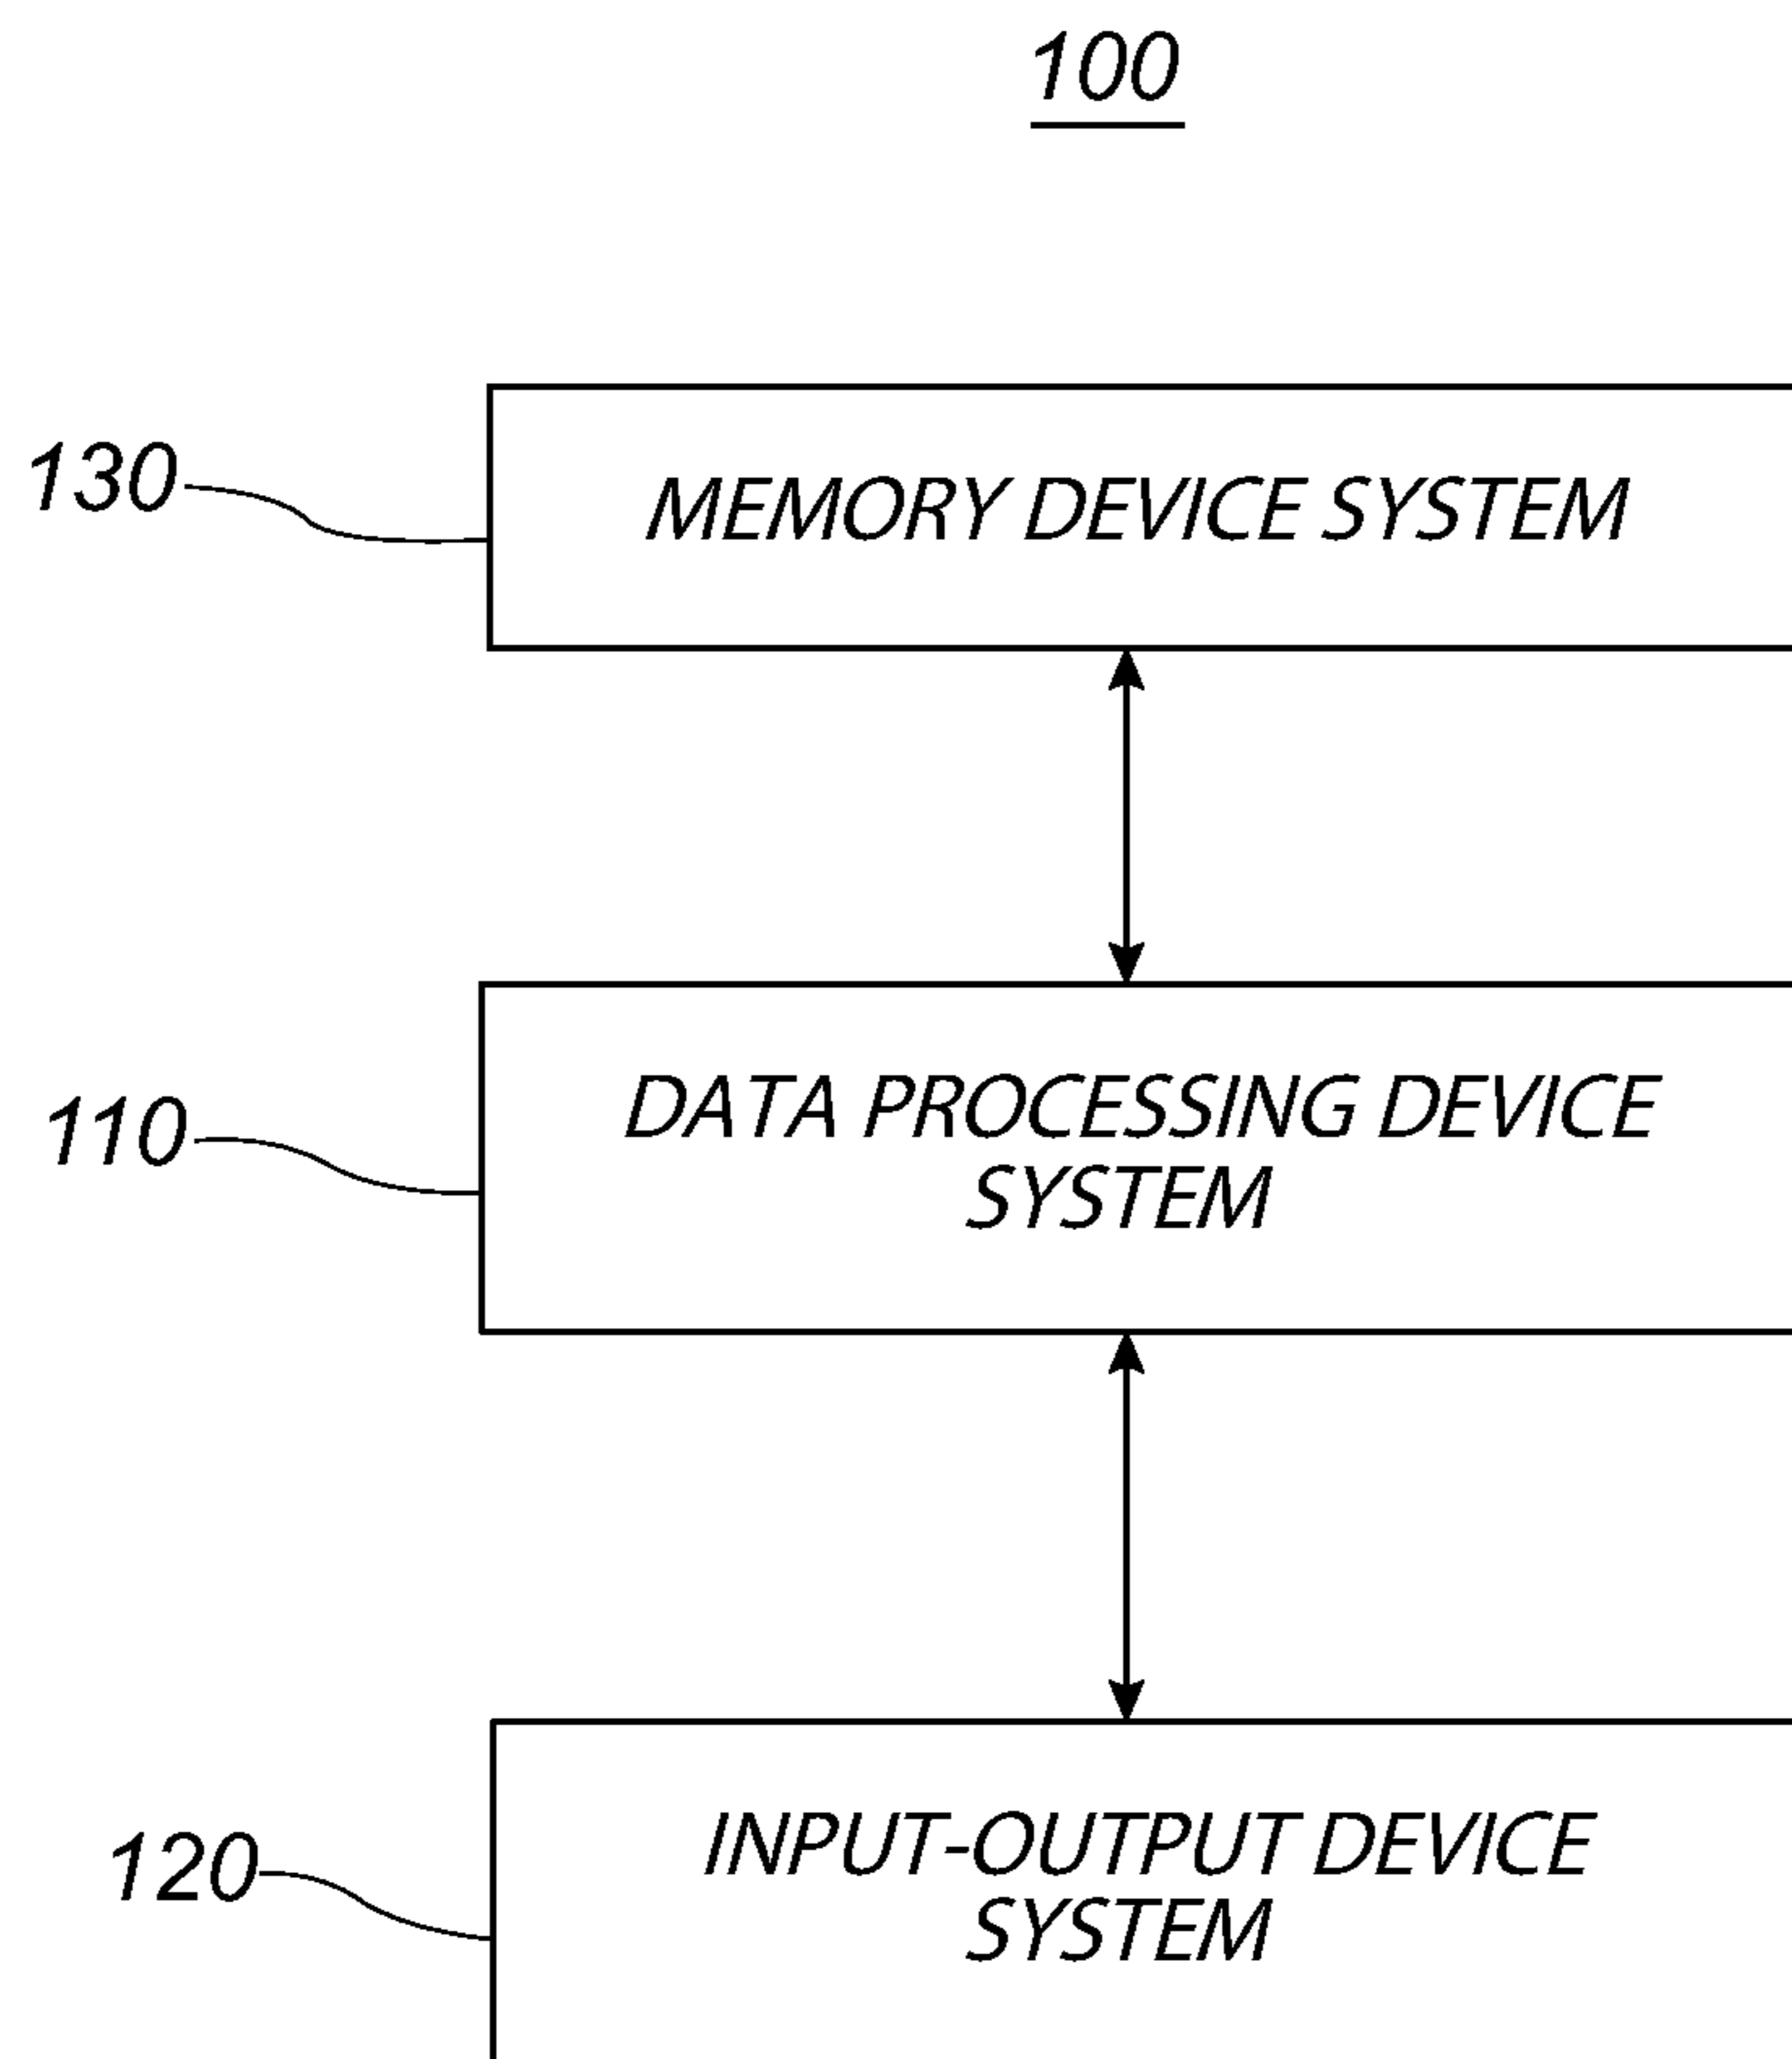 100
130
MEMORY DEVICE SYSTEM
110
DATA PROCESSING DEVICE
SYSTEM
120
INPUT-OUTPUT DEVICE
SYSTEM